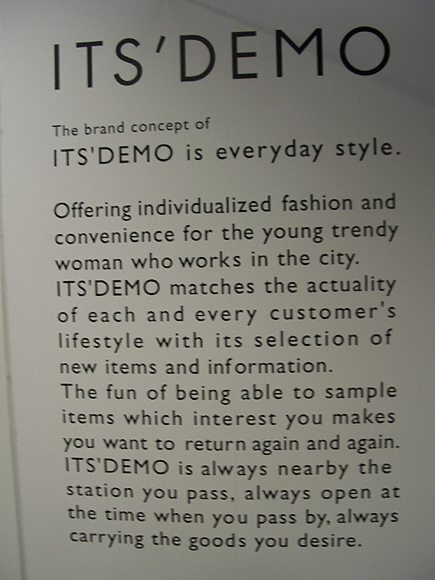 ITS'DEMO
The brand concept of
ITS'DEMO is everyday style.
Offering individualized fashion and
convenience for the young trendy
woman who works in the city.
ITS'DEMO matches the actuality
of each and every customer's
lifestyle with its selection of
new items and information.
The fun of being able to sample
items which interest you makes
you want to return again and again.
ITS'DEMO is always nearby the
station you pass, always open at
the time when you pass by, always
carrying the goods you desire.